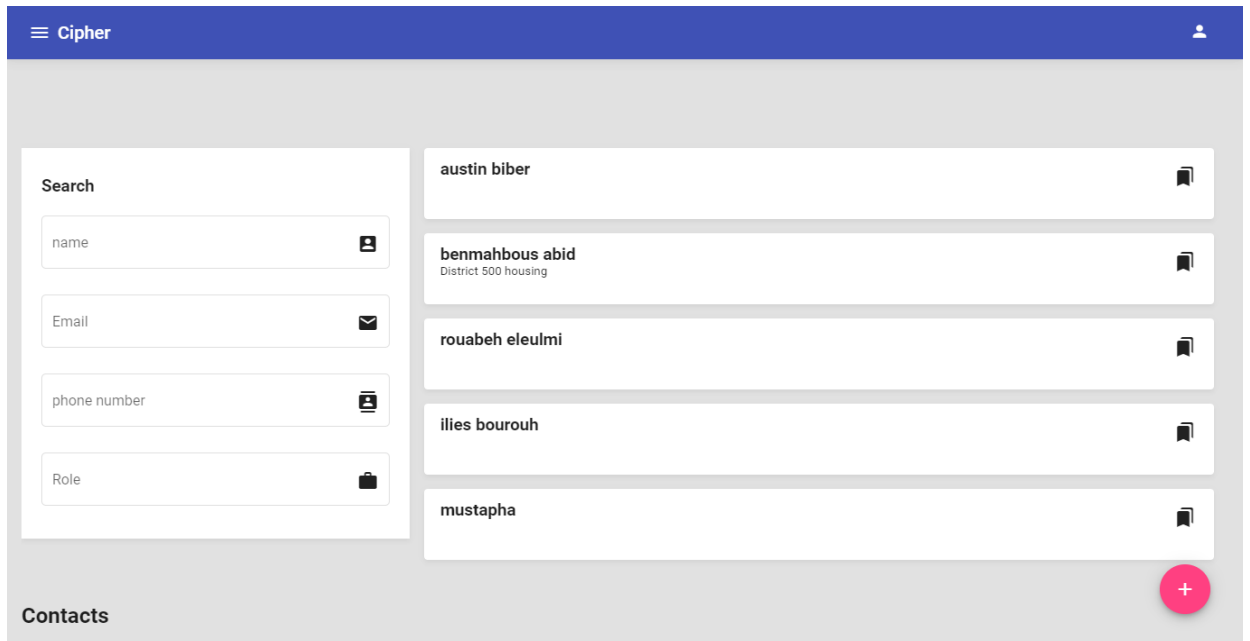 Cipher
Search
name
Email
phone number
Role
austin biber
benmahbous abid
District 500 housing
rouabeh eleulmi
ilies bourouh
mustapha
Contacts